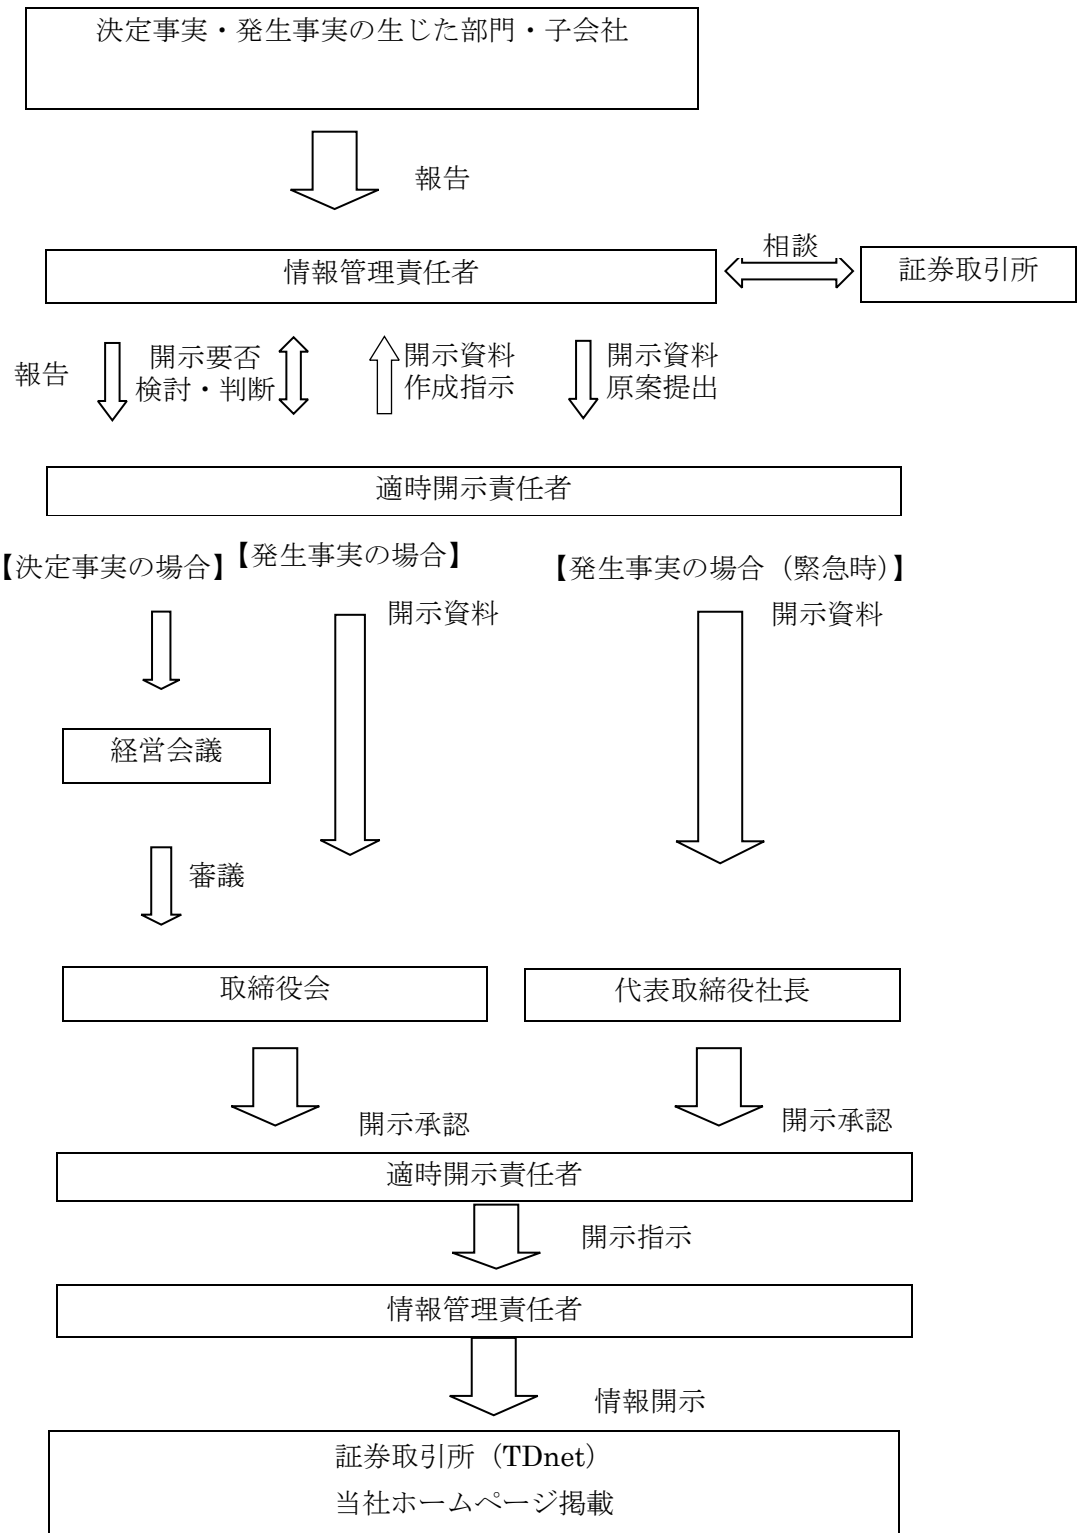 決定事実・発生事実の生じた部門・子会社
報告
情報管理責任者
相談
証券取引所
報告
開示要否
検討・判断
開示資料
作成指示
開示資料
原案提出
適時開示責任者
【決定事実の場合】
【発生事実の場合】
【発生事実の場合（緊急時）】
開示資料
開示資料
経営会議
審議
取締役会
代表取締役社長
開示承認
開示承認
適時開示責任者
開示指示
情報管理責任者
情報開示
証券取引所（TDnet）
当社ホームページ掲載